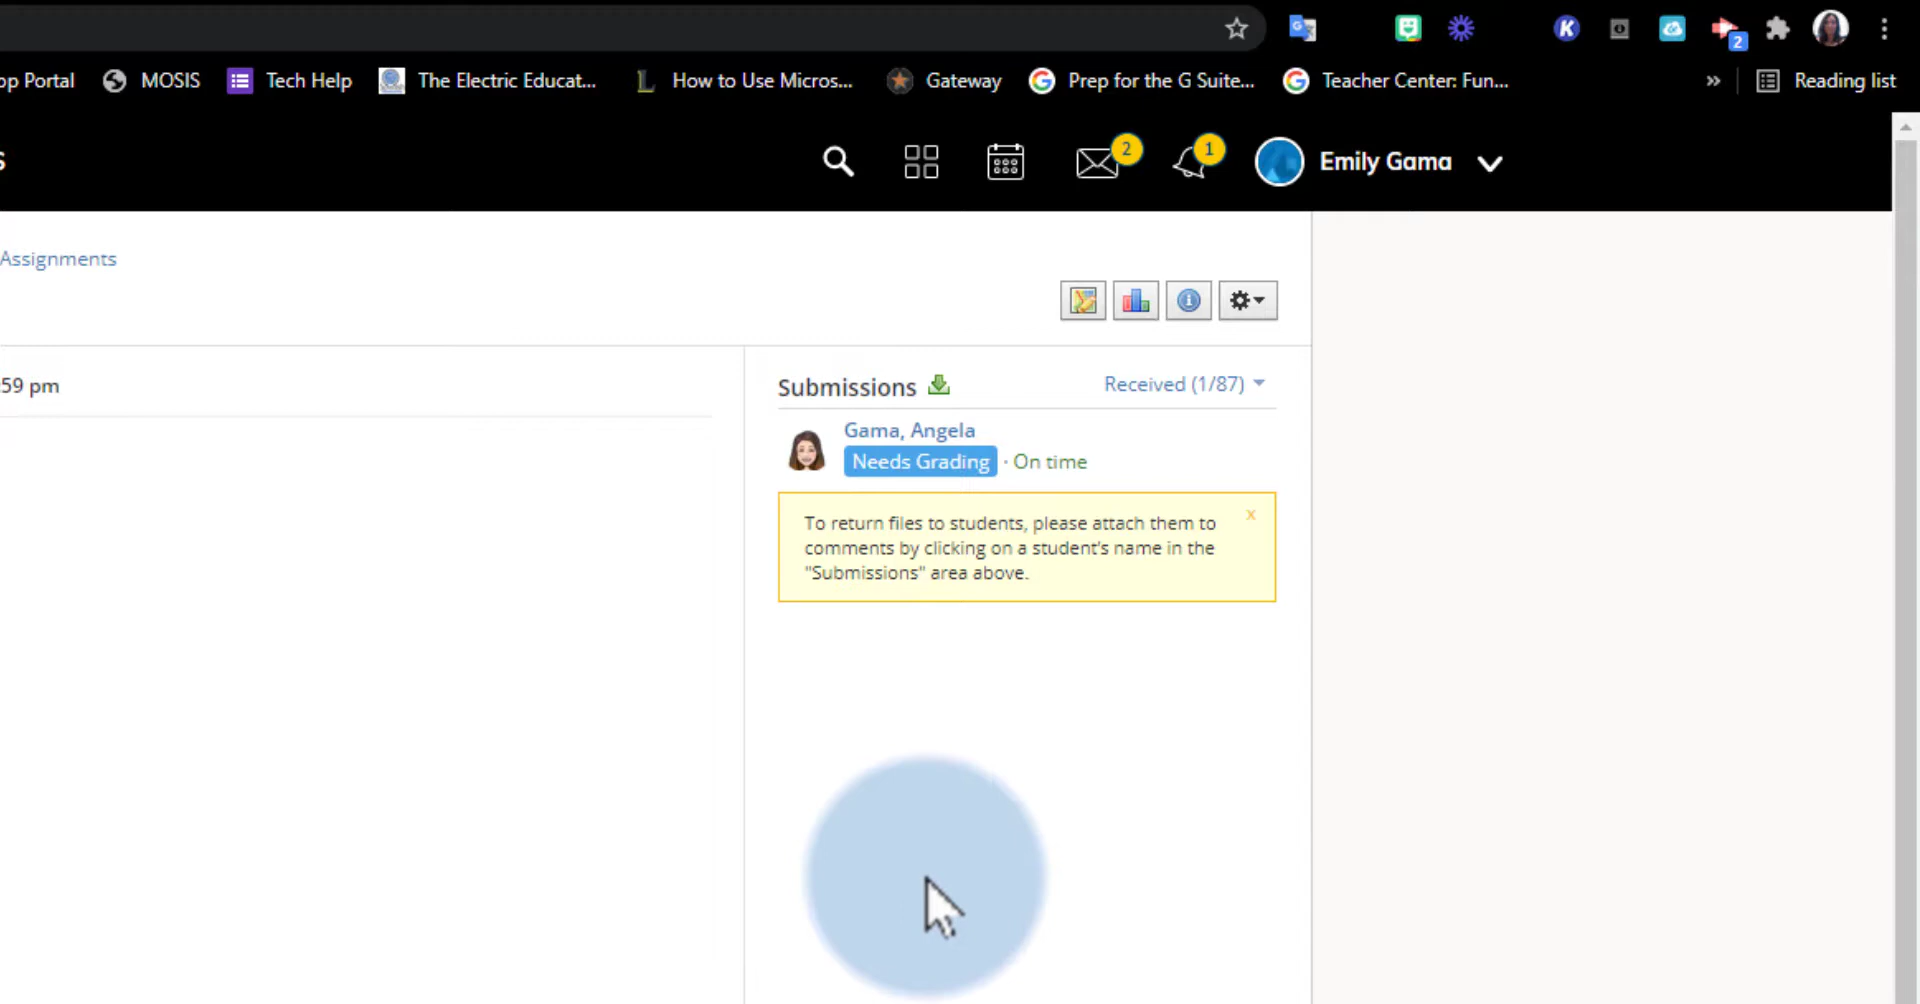 2
op Portal
MOSIS
Tech Help
The Electric Educat...
How to Use Micros...
Gateway
Prep for the G Suite...
Teacher Center: Fun...
»
Reading list
s
2
1
Emily Gama
Assignments
:59 pm
Submissions
Received (1/87)
Gama, Angela
Needs Grading · On time
To return files to students, please attach them to
comments by clicking on a student's name in the
"Submissions" area above.
x